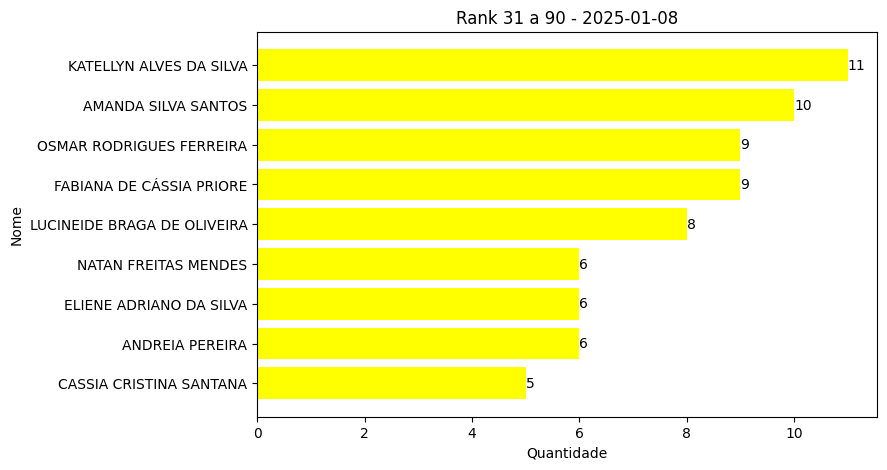 Rank 31 a 90 - 2025-01-08
Nome
KATELLYN ALVES DA SILVA 11
AMANDA SILVA SANTOS 10
OSMAR RODRIGUES FERREIRA 9
FABIANA DE CÁSSIA PRIORE 9
LUCINEIDE BRAGA DE OLIVEIRA 8
NATAN FREITAS MENDES 6
ELIENE ADRIANO DA SILVA 6
ANDREIA PEREIRA 6
CASSIA CRISTINA SANTANA 5
0 2 4 6 8 10
Quantidade